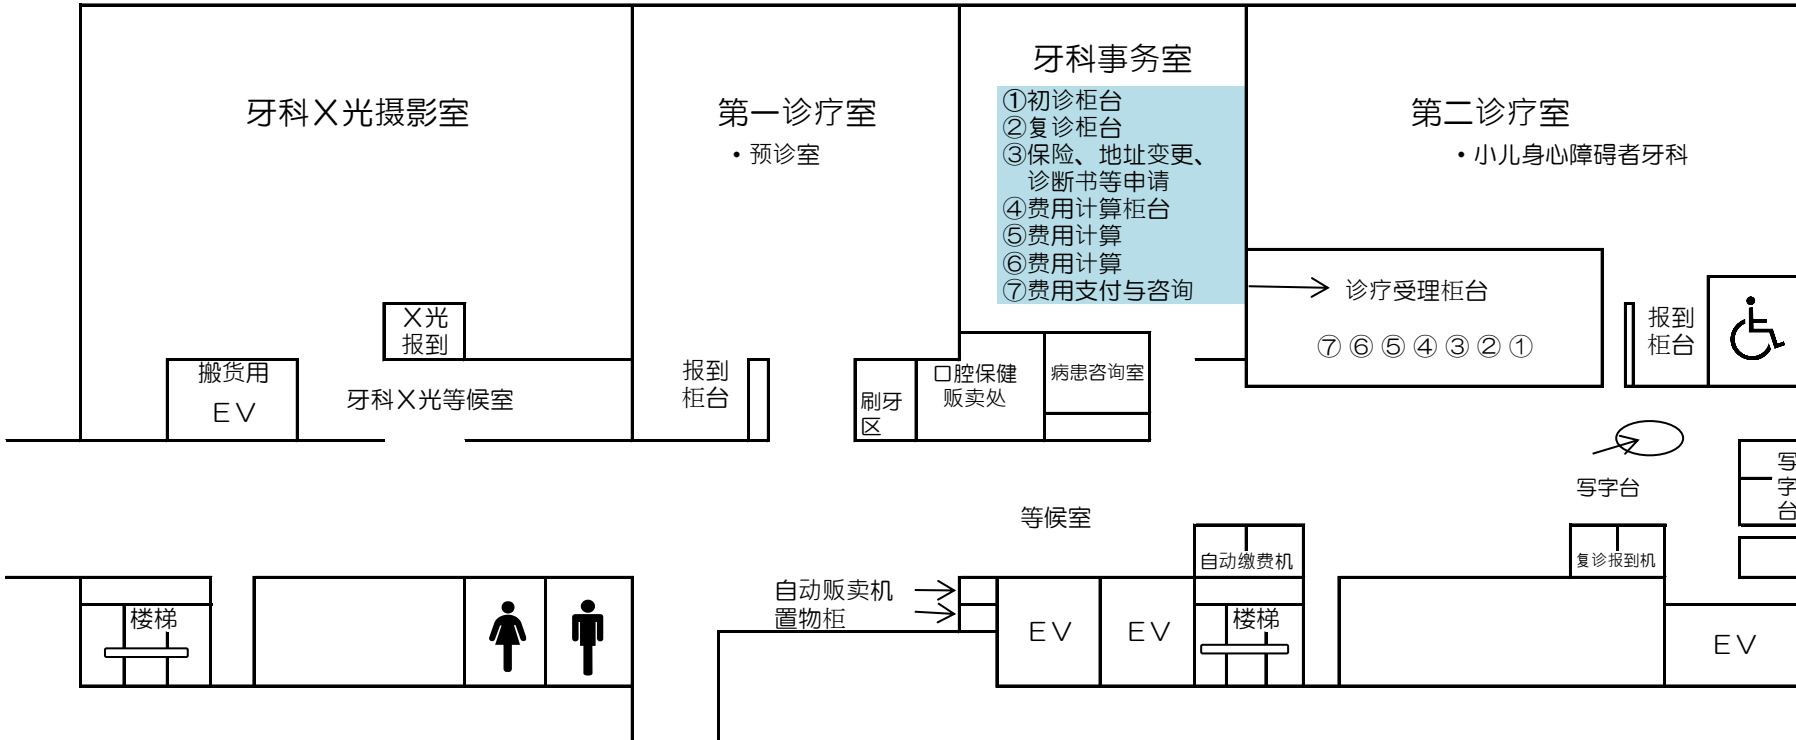 牙科X光摄影室
第一诊疗室
・预诊室
牙科事务室
①初诊柜台
②复诊柜台
③保险、地址变更、
诊断书等申请
④费用计算柜台
⑤费用计算
⑥费用计算
⑦费用支付与咨询
第二诊疗室
・小儿身心障碍者牙科
诊疗受理柜台
⑦⑥⑤④③②①
报到
柜台
X光
报到
搬货用
EV
牙科X光等候室
报到
柜台
刷牙
区
口腔保健
贩卖处
病患咨询室
写字台
写
字
台
等候室
自动缴费机
复诊报到机
自动贩卖机
置物柜
楼梯
EV
EV
楼梯
EV